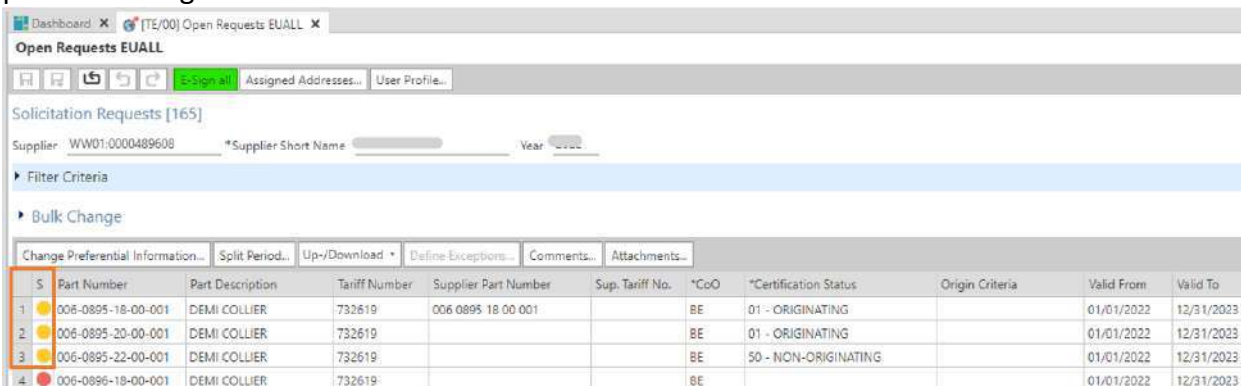 Dashboard X [TE/00] Open Requests EUALL X
Open Requests EUALL
E-Sign all Assigned Addresses... User Profile...
Solicitation Requests [165]
Supplier WW01:0000489608 *Supplier Short Name Year
Filter Criteria
Bulk Change
Change Preferential Information... Split Period... Up-/Download Define Exceptions... Comments... Attachments...
S Part Number Part Description Tariff Number Supplier Part Number Sup. Tariff No. *CoO *Certification Status Origin Criteria Valid From Valid To
1 006-0895-18-00-001 DEMI COLLIER 732619 006 0895 18 00 001 BE 01 - ORIGINATING 01/01/2022 12/31/2023
2 006-0895-20-00-001 DEMI COLLIER 732619 BE 01 - ORIGINATING 01/01/2022 12/31/2023
3 006-0895-22-00-001 DEMI COLLIER 732619 BE 50 - NON-ORIGINATING 01/01/2022 12/31/2023
4 006-0896-18-00-001 DEMI COLLIER 732619 BE 01/01/2022 12/31/2023